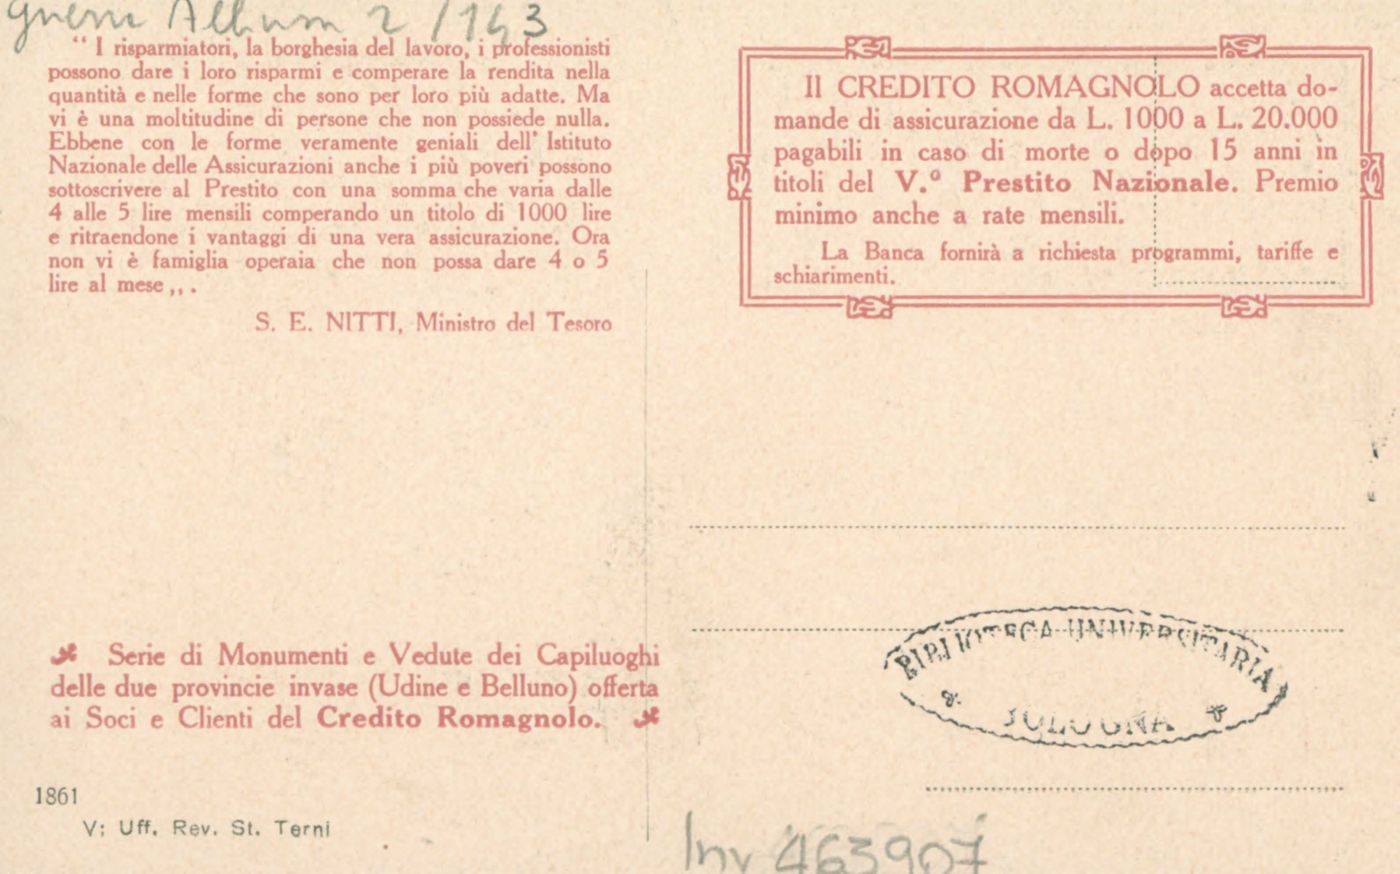 guerra Album 2/143
“ I risparmiatori, la borghesia del lavoro, i professionisti
possono dare i loro risparmi e comperare la rendita nella
quantità e nelle forme che sono per loro più adatte. Ma
vi è una moltitudine di persone che non possiede nulla.
Ebbene con le forme veramente geniali dell' Istituto
Nazionale delle Assicurazioni anche i più poveri possono
sottoscrivere al Prestito con una somma che varia dalle
4 alle 5 lire mensili comperando un titolo di 1000 lire
e ritraendone i vantaggi di una vera assicurazione. Ora
non vi è famiglia operaia che non possa dare 4 o 5
lire al mese ,, .
S. E. NITTI, Ministro del Tesoro
Il CREDITO ROMAGNOLO accetta do-
mande di assicurazione da L. 1000 a L. 20.000
pagabili in caso di morte o dopo 15 anni in
titoli del V.º Prestito Nazionale. Premio
minimo anche a rate mensili.
La Banca fornirà a richiesta programmi, tariffe e
schiarimenti.
Serie di Monumenti e Vedute dei Capiluoghi
delle due provincie invase (Udine e Belluno) offerta
ai Soci e Clienti del Credito Romagnolo.
BIBLIOTECA UNIVERSITARIA
BOLOGNA
1861
V: Uff. Rev. St. Terni
Inv 463907